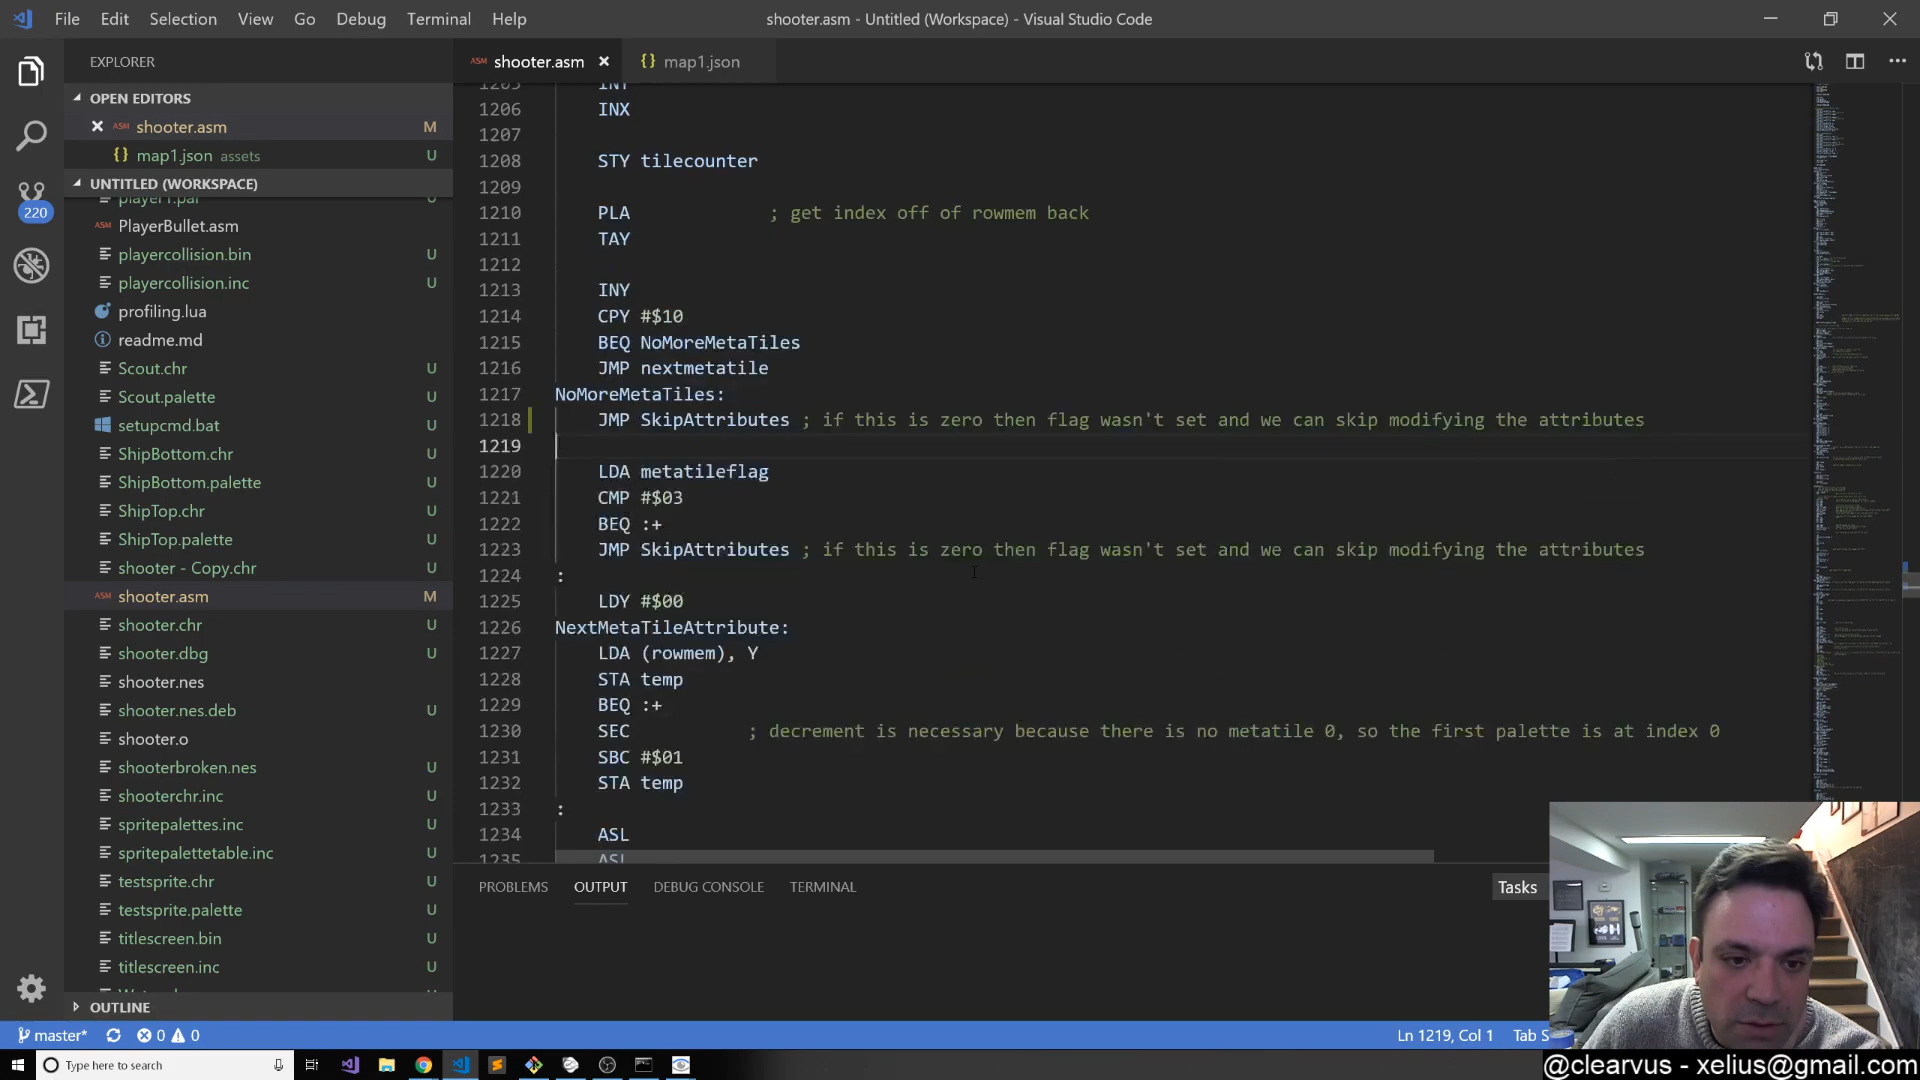 File Edit Selection View Go Debug Terminal Help
shooter.asm - Untitled (Workspace) - Visual Studio Code
EXPLORER
OPEN EDITORS
ASM shooter.asm M
{} map1.json assets U
UNTITLED (WORKSPACE)
player1.pal
ASM PlayerBullet.asm
playercollision.bin U
playercollision.inc U
profiling.lua
readme.md
Scout.chr U
Scout.palette U
setupcmd.bat U
ShipBottom.chr U
ShipBottom.palette U
ShipTop.chr U
ShipTop.palette U
shooter - Copy.chr U
ASM shooter.asm M
shooter.chr U
shooter.dbg U
shooter.nes
shooter.nes.deb U
shooter.o
shooterbroken.nes U
shooterchr.inc U
spritepalettes.inc U
spritepalettetable.inc U
testsprite.chr U
testsprite.palette U
titlescreen.bin U
titlescreen.inc U
OUTLINE
220
ASM shooter.asm
{} map1.json
1205 INY
1206 INX
1207
1208 STY tilecounter
1209
1210 PLA ; get index off of rowmem back
1211 TAY
1212
1213 INY
1214 CPY #$10
1215 BEQ NoMoreMetaTiles
1216 JMP nextmetatile
1217 NoMoreMetaTiles:
1218 JMP SkipAttributes ; if this is zero then flag wasn't set and we can skip modifying the attributes
1219
1220 LDA metatileflag
1221 CMP #$03
1222 BEQ :+
1223 JMP SkipAttributes ; if this is zero then flag wasn't set and we can skip modifying the attributes
1224 :
1225 LDY #$00
1226 NextMetaTileAttribute:
1227 LDA (rowmem), Y
1228 STA temp
1229 BEQ :+
1230 SEC ; decrement is necessary because there is no metatile 0, so the first palette is at index 0
1231 SBC #$01
1232 STA temp
1233 :
1234 ASL
1235 ASL
PROBLEMS OUTPUT DEBUG CONSOLE TERMINAL
Tasks
master* 0 0
Ln 1219, Col 1 Tab S
Type here to search
@clearvus - xelius@gmail.com